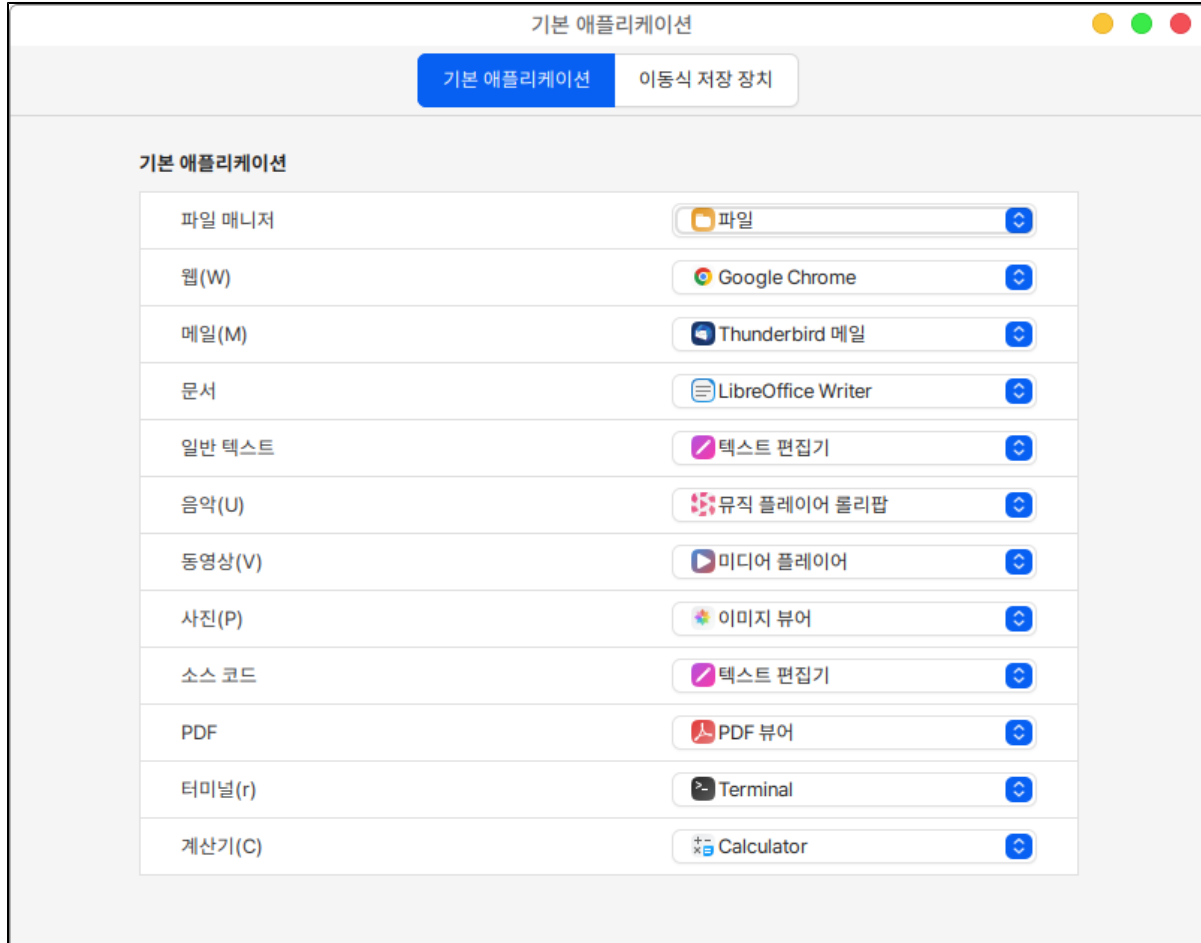 기본 애플리케이션
기본 애플리케이션 이동식 저장 장치
기본 애플리케이션
파일 매니저 파일
웹(W) Google Chrome
메일(M) Thunderbird 메일
문서 LibreOffice Writer
일반 텍스트 텍스트 편집기
음악(U) 뮤직 플레이어 롤리팝
동영상(V) 미디어 플레이어
사진(P) 이미지 뷰어
소스 코드 텍스트 편집기
PDF PDF 뷰어
터미널(r) Terminal
계산기(C) Calculator